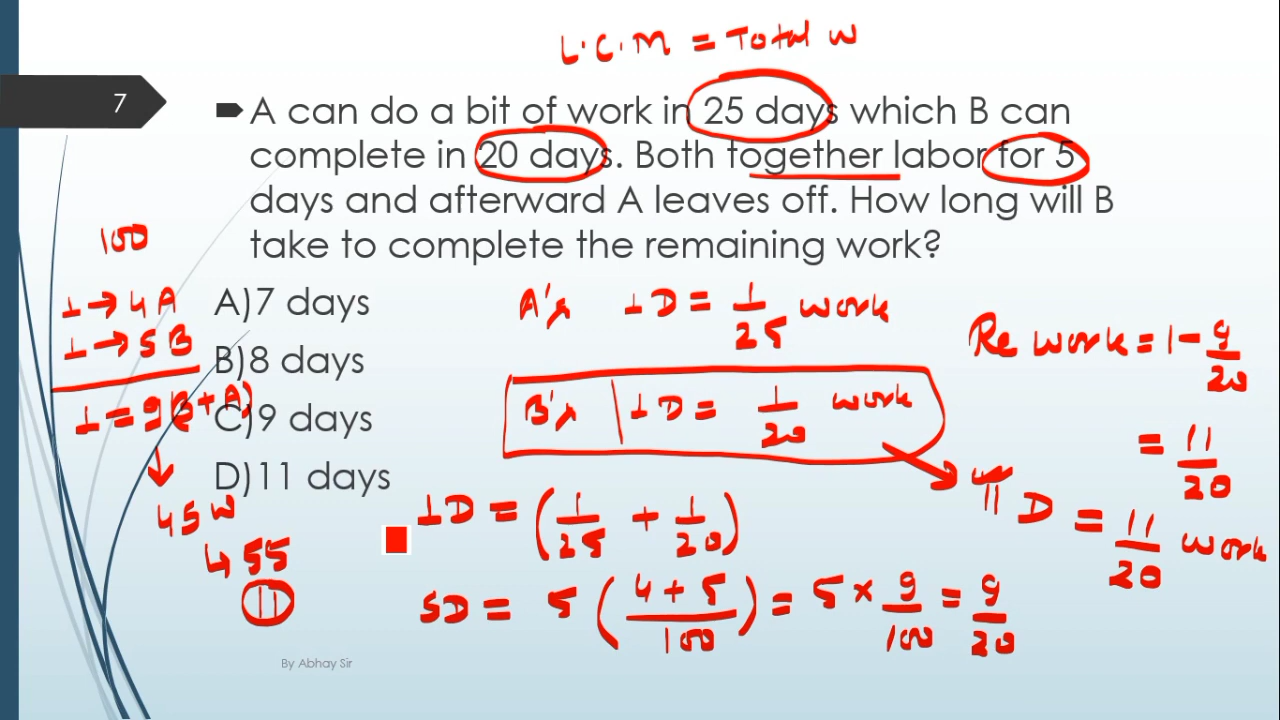 L.C.M = Total W
7
A can do a bit of work in 25 days which B can
complete in 20 days. Both together labor for 5
days and afterward A leaves off. How long will B
take to complete the remaining work?
A)7 days
B)8 days
C)9 days
D)11 days
100
1 → 4 A
1 → 5 B
1 = 9(B+A)
↓
45 W
↳ 55
11
A's 1 D = 1/25 work
B's 1 D = 1/20 work
1D = (1/25 + 1/20)
5D = 5 (4+5/100) = 5 × 9/100 = 9/20
Re work = 1 - 9/20
= 11/20
11 D = 11/20 work
By Abhay Sir